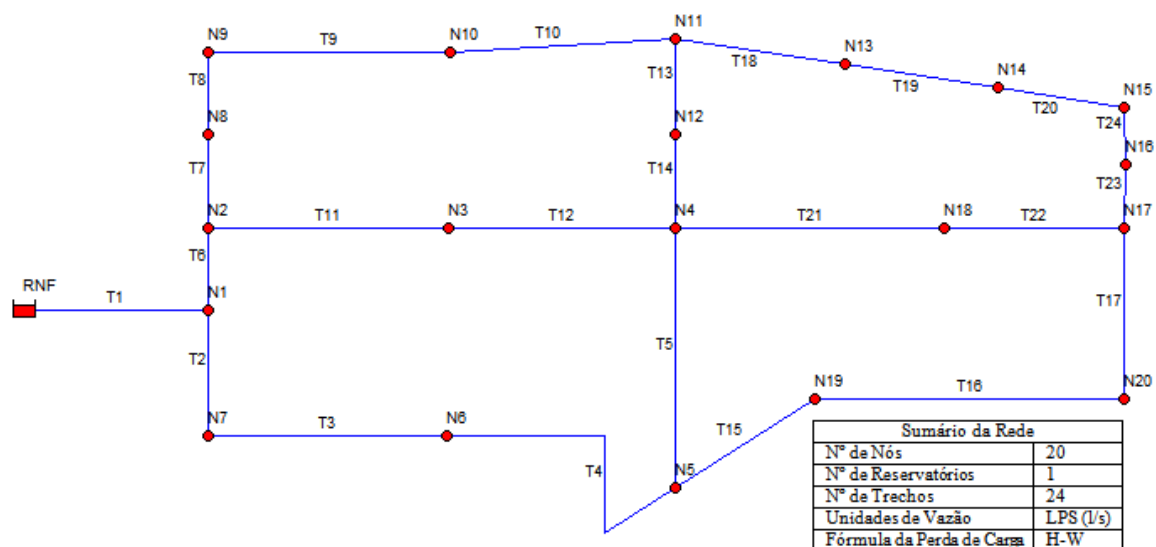 N9
T9
N10
T10
N11
T18
N13
T19
N14
T20
N15
T8
T13
T24
N8
N12
N16
T7
T14
T23
N2
T11
N3
T12
N4
T21
N18
T22
N17
T6
RNF
T1
N1
T17
T2
T5
N19
T16
N20
N7
T3
N6
T15
T4
N5
Sumário da Rede
Nº de Nós 20
Nº de Reservatórios 1
Nº de Trechos 24
Unidades de Vazão LPS (l/s)
Fórmula da Perda de Carga H-W